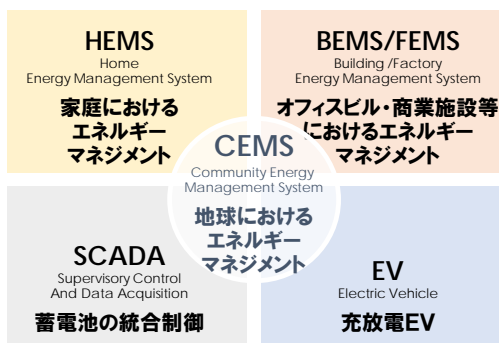 HEMS
Home
Energy Management System
家庭における
エネルギー
マネジメント
BEMS/FEMS
Building /Factory
Energy Management System
オフィスビル・商業施設等
におけるエネルギー
マネジメント
CEMS
Community Energy
Management System
地球における
エネルギー
マネジメント
SCADA
Supervisory Control
And Data Acquisition
蓄電池の統合制御
EV
Electric Vehicle
充放電EV